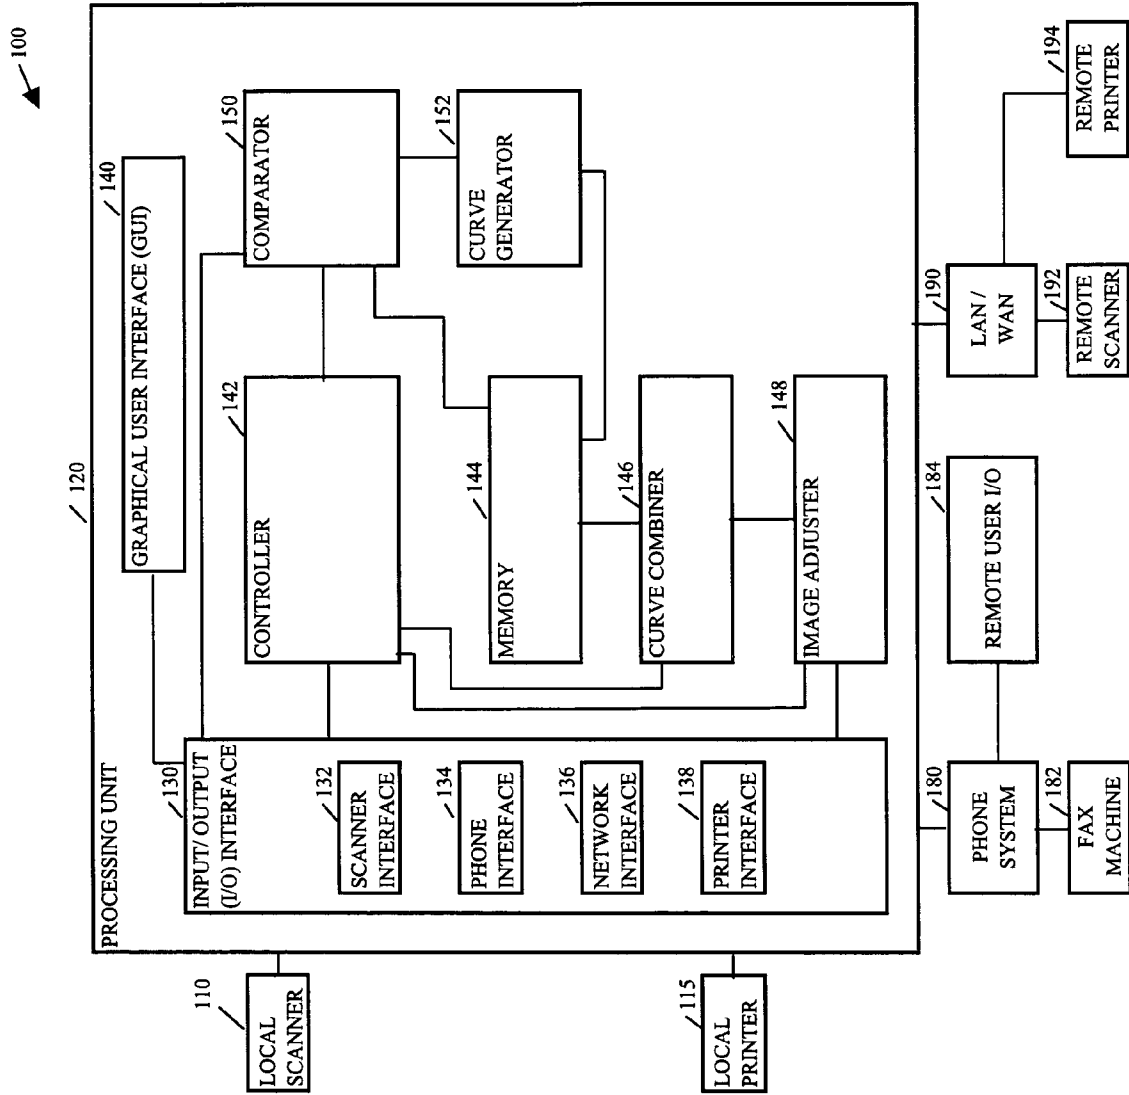 100
120
PROCESSING UNIT
140
GRAPHICAL USER INTERFACE (GUI)
130
INPUT/ OUTPUT
(I/O) INTERFACE
132
SCANNER
INTERFACE
134
PHONE
INTERFACE
136
NETWORK
INTERFACE
138
PRINTER
INTERFACE
142
CONTROLLER
150
COMPARATOR
152
CURVE
GENERATOR
144
MEMORY
146
CURVE COMBINER
148
IMAGE ADJUSTER
110
LOCAL
SCANNER
115
LOCAL
PRINTER
180
PHONE
SYSTEM
182
FAX
MACHINE
184
REMOTE USER I/O
190
LAN /
WAN
192
REMOTE
SCANNER
194
REMOTE
PRINTER